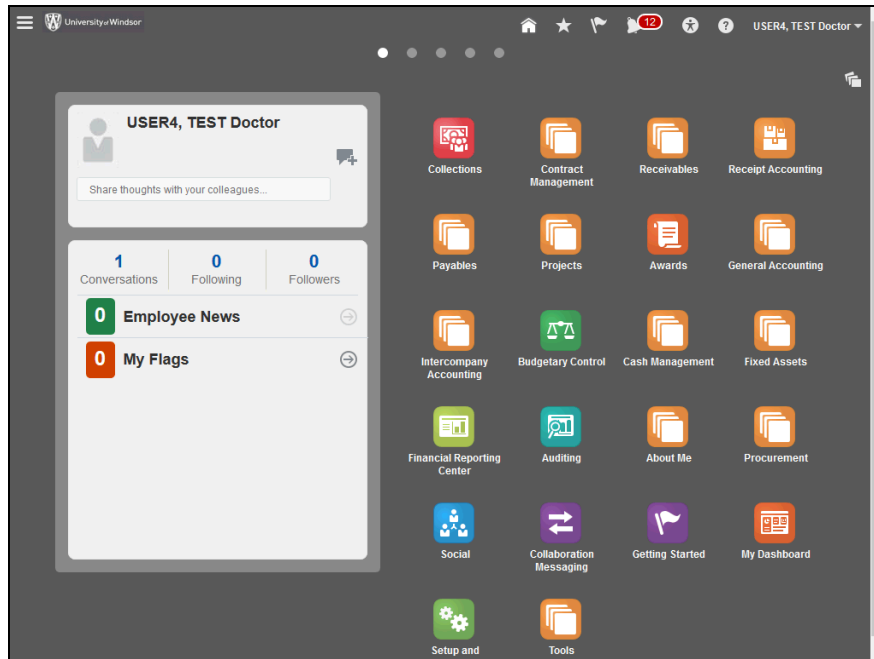 University of Windsor
12
USER4, TEST Doctor
USER4, TEST Doctor
Share thoughts with your colleagues...
1
0
0
Conversations
Following
Followers
0
Employee News
0
My Flags
Collections
Contract
Management
Receivables
Receipt Accounting
Payables
Projects
Awards
General Accounting
Intercompany
Accounting
Budgetary Control
Cash Management
Fixed Assets
Financial Reporting
Center
Auditing
About Me
Procurement
Social
Collaboration
Messaging
Getting Started
My Dashboard
Setup and
Tools